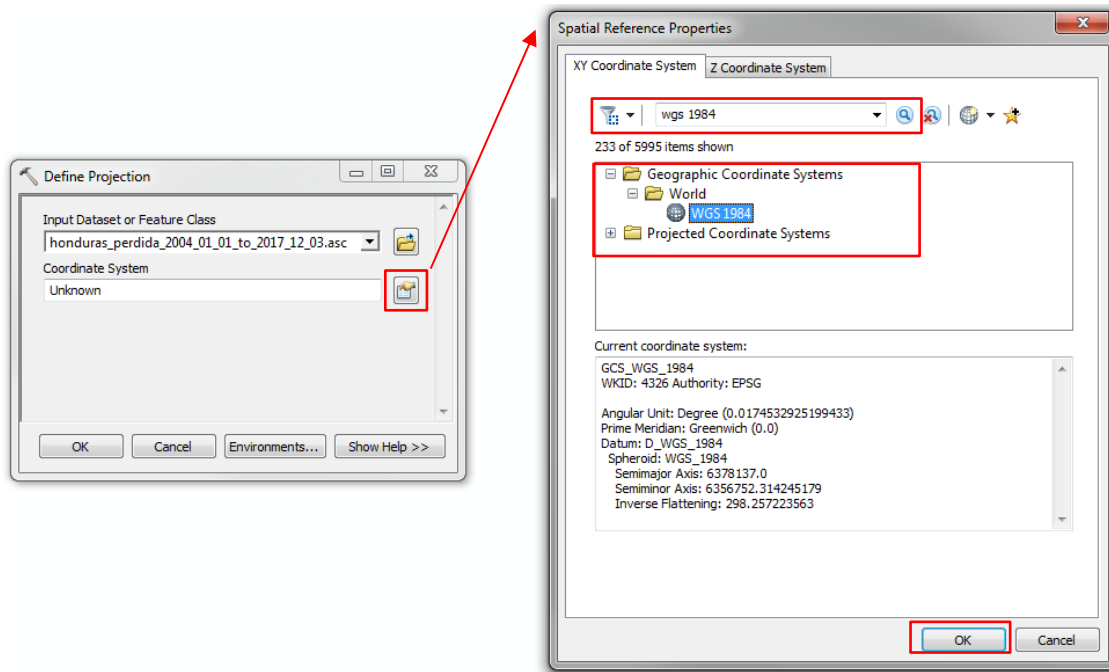 Define Projection
Input Dataset or Feature Class
honduras_perdida_2004_01_01_to_2017_12_03.asc
Coordinate System
Unknown
OK
Cancel
Environments...
Show Help >>
Spatial Reference Properties
XY Coordinate System
Z Coordinate System
wgs 1984
233 of 5995 items shown
Geographic Coordinate Systems
World
WGS 1984
Projected Coordinate Systems
Current coordinate system:
GCS_WGS_1984
WKID: 4326 Authority: EPSG
Angular Unit: Degree (0.0174532925199433)
Prime Meridian: Greenwich (0.0)
Datum: D_WGS_1984
Spheroid: WGS_1984
Semimajor Axis: 6378137.0
Semiminor Axis: 6356752.314245179
Inverse Flattening: 298.257223563
OK
Cancel